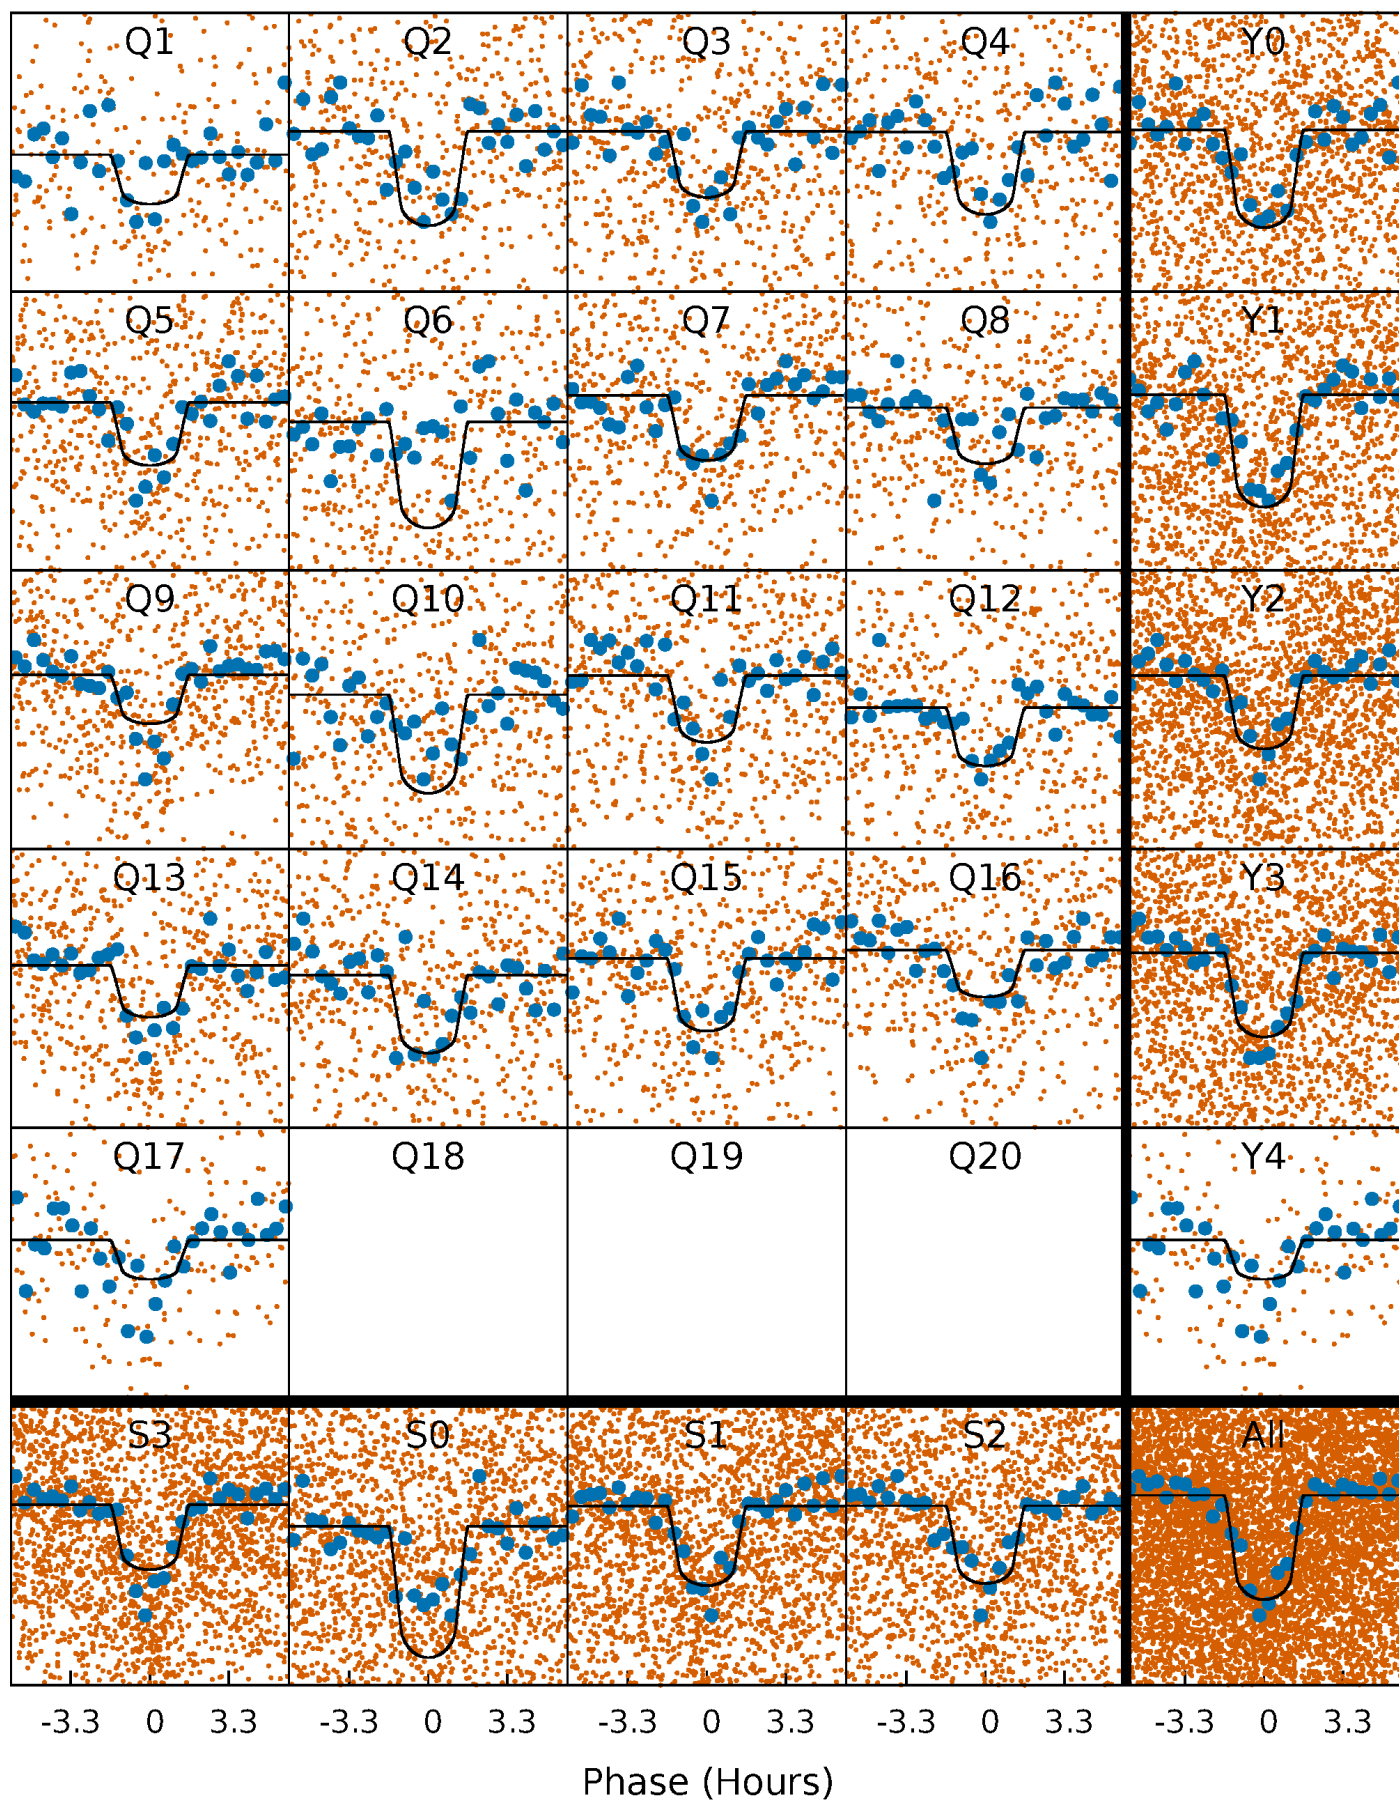 Q1 Q2 Q3 Q4 Y0
Q5 Q6 Q7 Q8 Y1
Q9 Q10 Q11 Q12 Y2
Q13 Q14 Q15 Q16 Y3
Q17 Q18 Q19 Q20 Y4
S3 S0 S1 S2 All
-3.3 0 3.3 -3.3 0 3.3 -3.3 0 3.3 -3.3 0 3.3 -3.3 0 3.3
Phase (Hours)